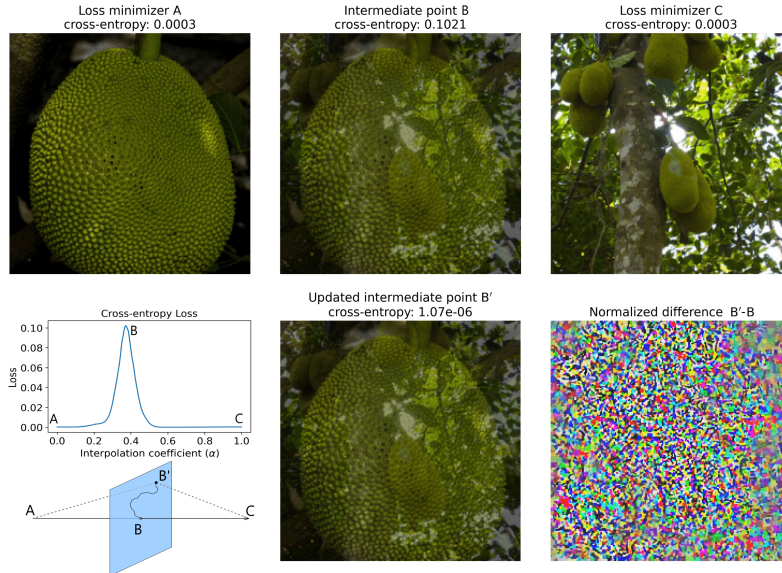 Loss minimizer A
cross-entropy: 0.0003
Intermediate point B
cross-entropy: 0.1021
Loss minimizer C
cross-entropy: 0.0003
Cross-entropy Loss
Loss
0.10
0.08
0.06
0.04
0.02
0.00
A
B
C
0.0
0.2
0.4
0.6
0.8
1.0
Interpolation coefficient (α)
A
B'
B
C
Updated intermediate point B′
cross-entropy: 1.07e-06
Normalized difference B′-B